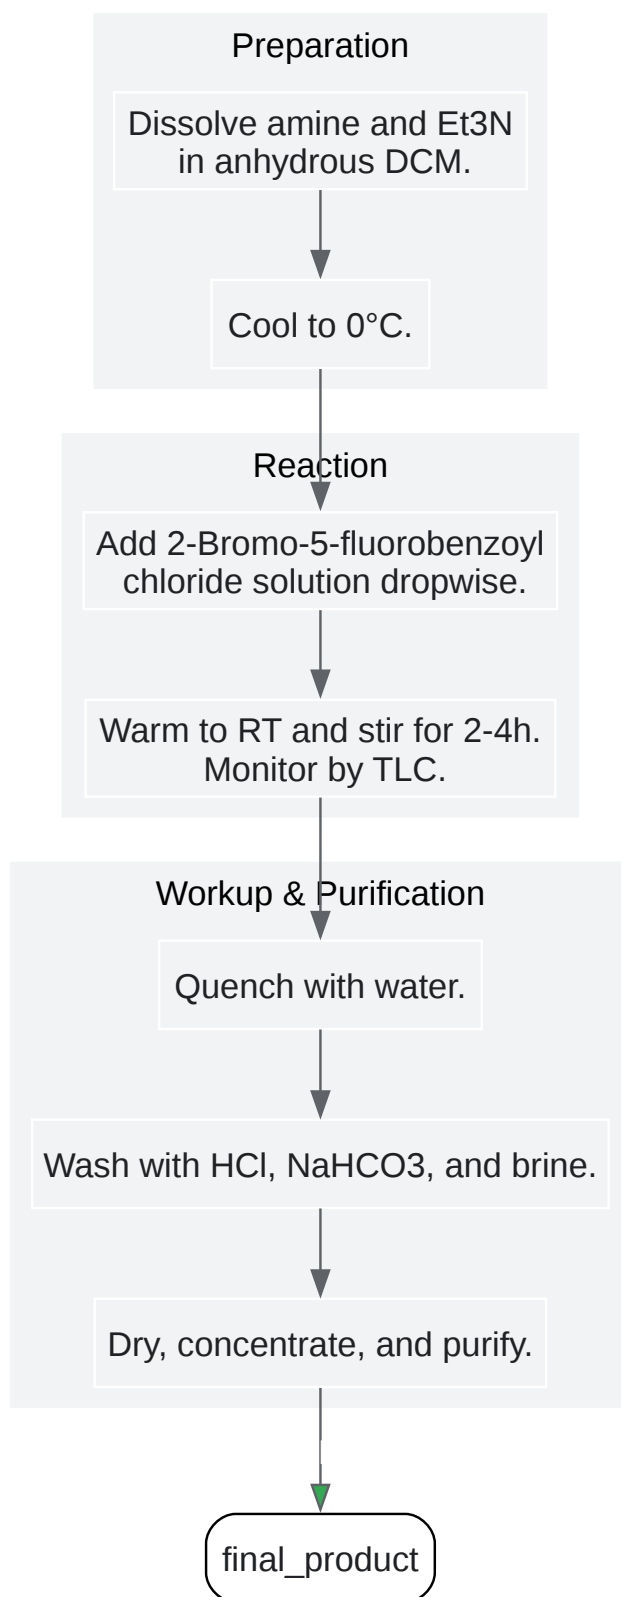 Preparation
Dissolve amine and Et3N
in anhydrous DCM.
Cool to 0°C.
Reaction
Add 2-Bromo-5-fluorobenzoyl
chloride solution dropwise.
Warm to RT and stir for 2-4h.
Monitor by TLC.
Workup & Purification
Quench with water.
Wash with HCl, NaHCO3, and brine.
Dry, concentrate, and purify.
final_product